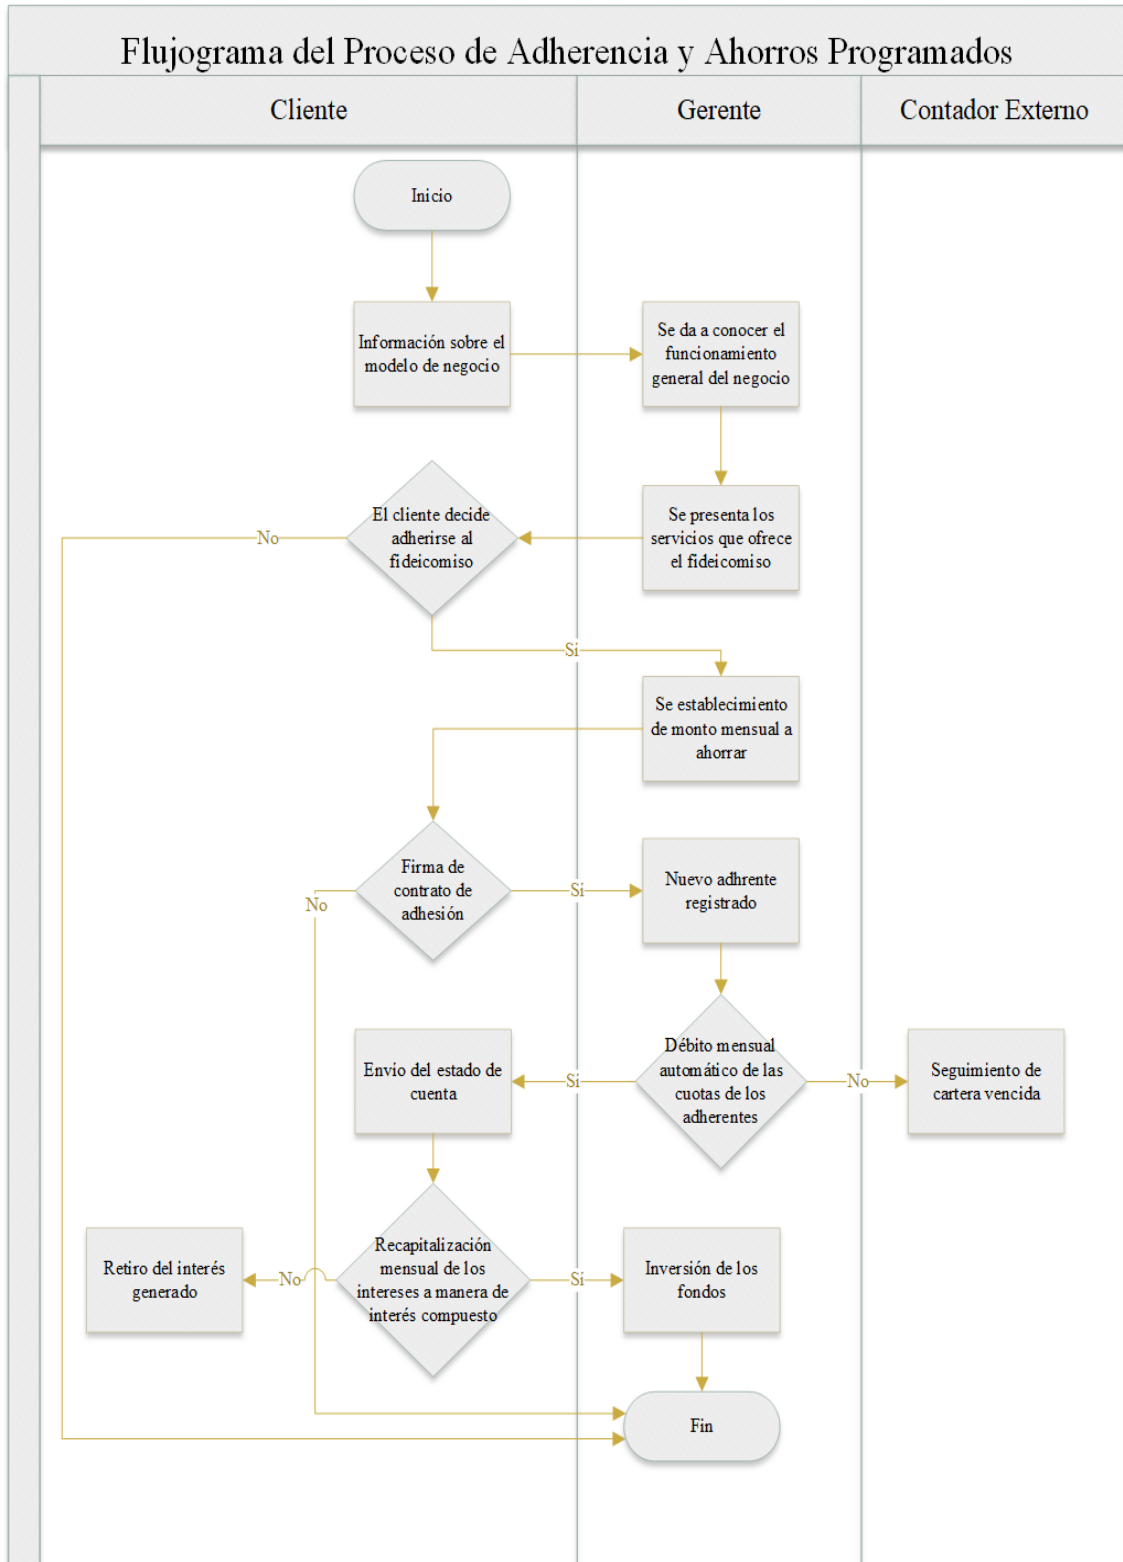 Flujograma del Proceso de Adherencia y Ahorros Programados
Cliente
Gerente
Contador Externo
Inicio
Información sobre el
modelo de negocio
Se da a conocer el
funcionamiento
general del negocio
El cliente decide
adherirse al
fideicomiso
No
Se presenta los
servicios que ofrece
el fideicomiso
Si
Se establecimiento
de monto mensual a
ahorrar
Firma de
contrato de
adhesión
No
Sí
Nuevo adhrente
registrado
Débito mensual
automático de las
cuotas de los
adherentes
Sí
No
Envio del estado de
cuenta
Seguimiento de
cartera vencida
Recapitalización
mensual de los
intereses a manera de
interés compuesto
No
Sí
Retiro del interés
generado
Inversión de los
fondos
Fin